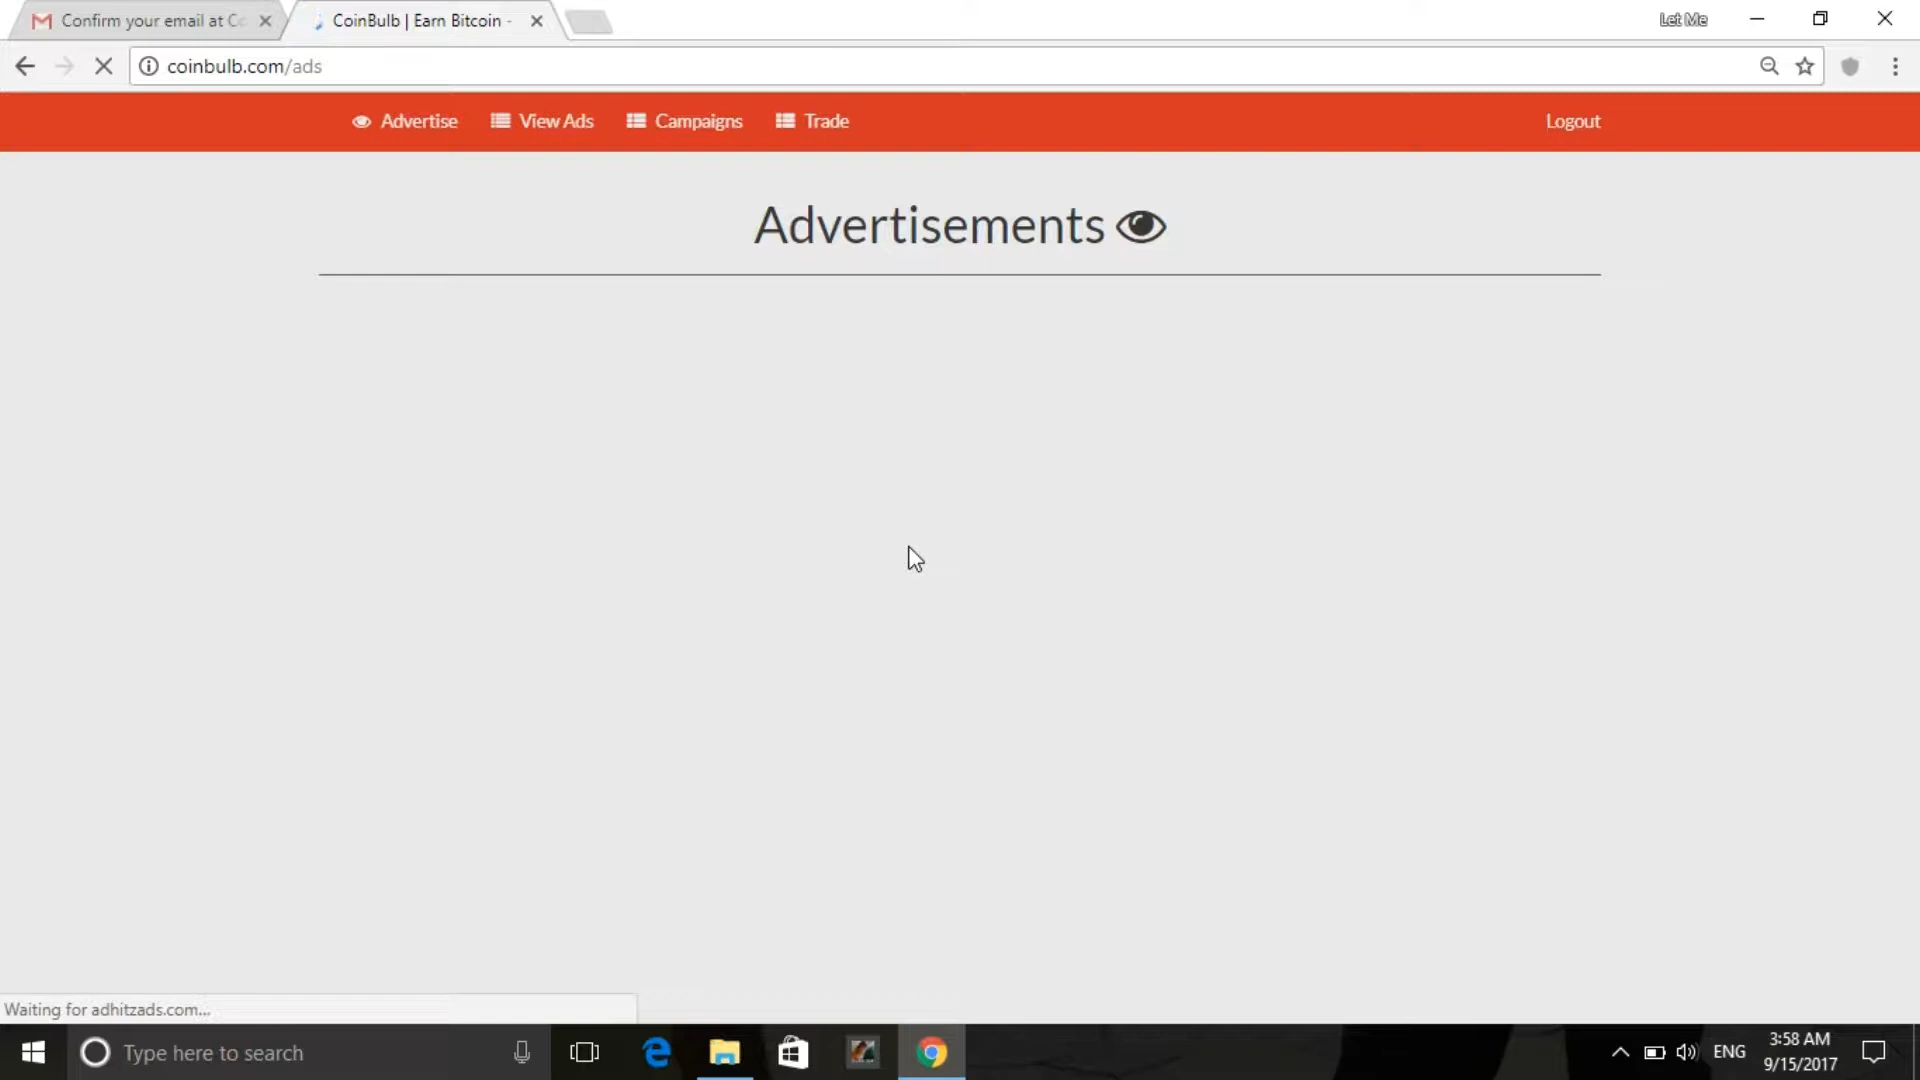 Confirm your email at Co
CoinBulb | Earn Bitcoin -
Let Me
coinbulb.com/ads
Advertise
View Ads
Campaigns
Trade
Logout
Advertisements
Waiting for adhitzads.com...
Type here to search
ENG
3:58 AM
9/15/2017